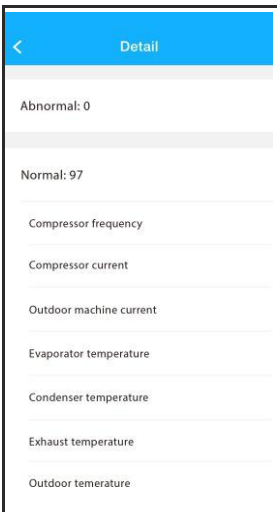 Detail
Abnormal: 0
Normal: 97
Compressor frequency
Compressor current
Outdoor machine current
Evaporator temperature
Condenser temperature
Exhaust temperature
Outdoor temerature